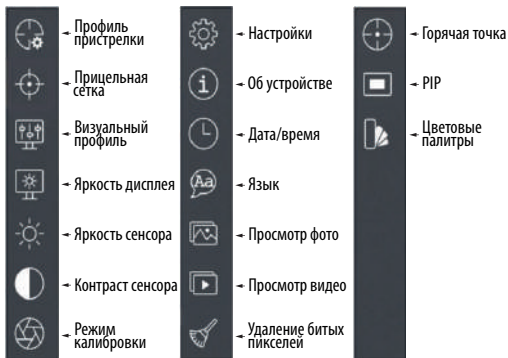 Профиль
пристрелки
Прицельная
сетка
Визуальный
профиль
Яркость дисплея
Яркость сенсора
Контраст сенсора
Режим
калибровки
Настройки
i
Об устройстве
Дата/время
Aa
Язык
Просмотр фото
Просмотр видео
Удаление битых
пикселей
Горячая точка
PIP
Цветовые
палитры